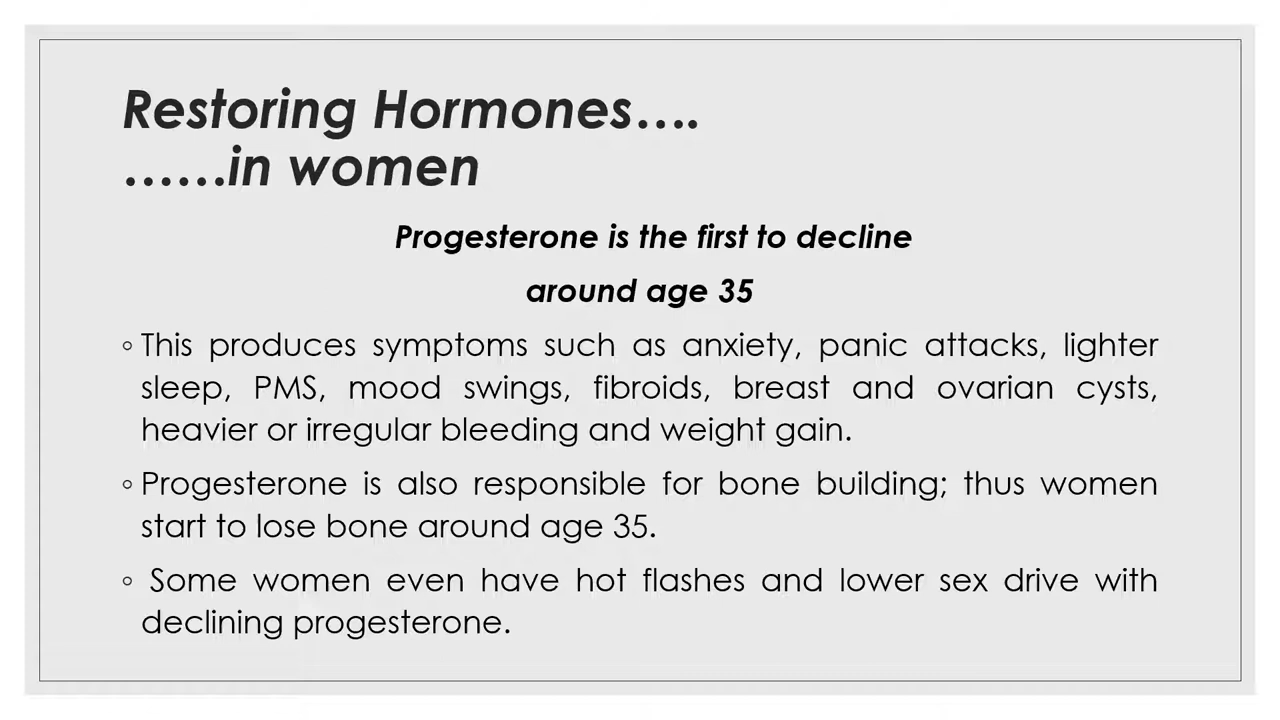 Restoring Hormones….
……in women
Progesterone is the first to decline
around age 35
◦ This produces symptoms such as anxiety, panic attacks, lighter
sleep, PMS, mood swings, fibroids, breast and ovarian cysts,
heavier or irregular bleeding and weight gain.
◦ Progesterone is also responsible for bone building; thus women
start to lose bone around age 35.
◦ Some women even have hot flashes and lower sex drive with
declining progesterone.